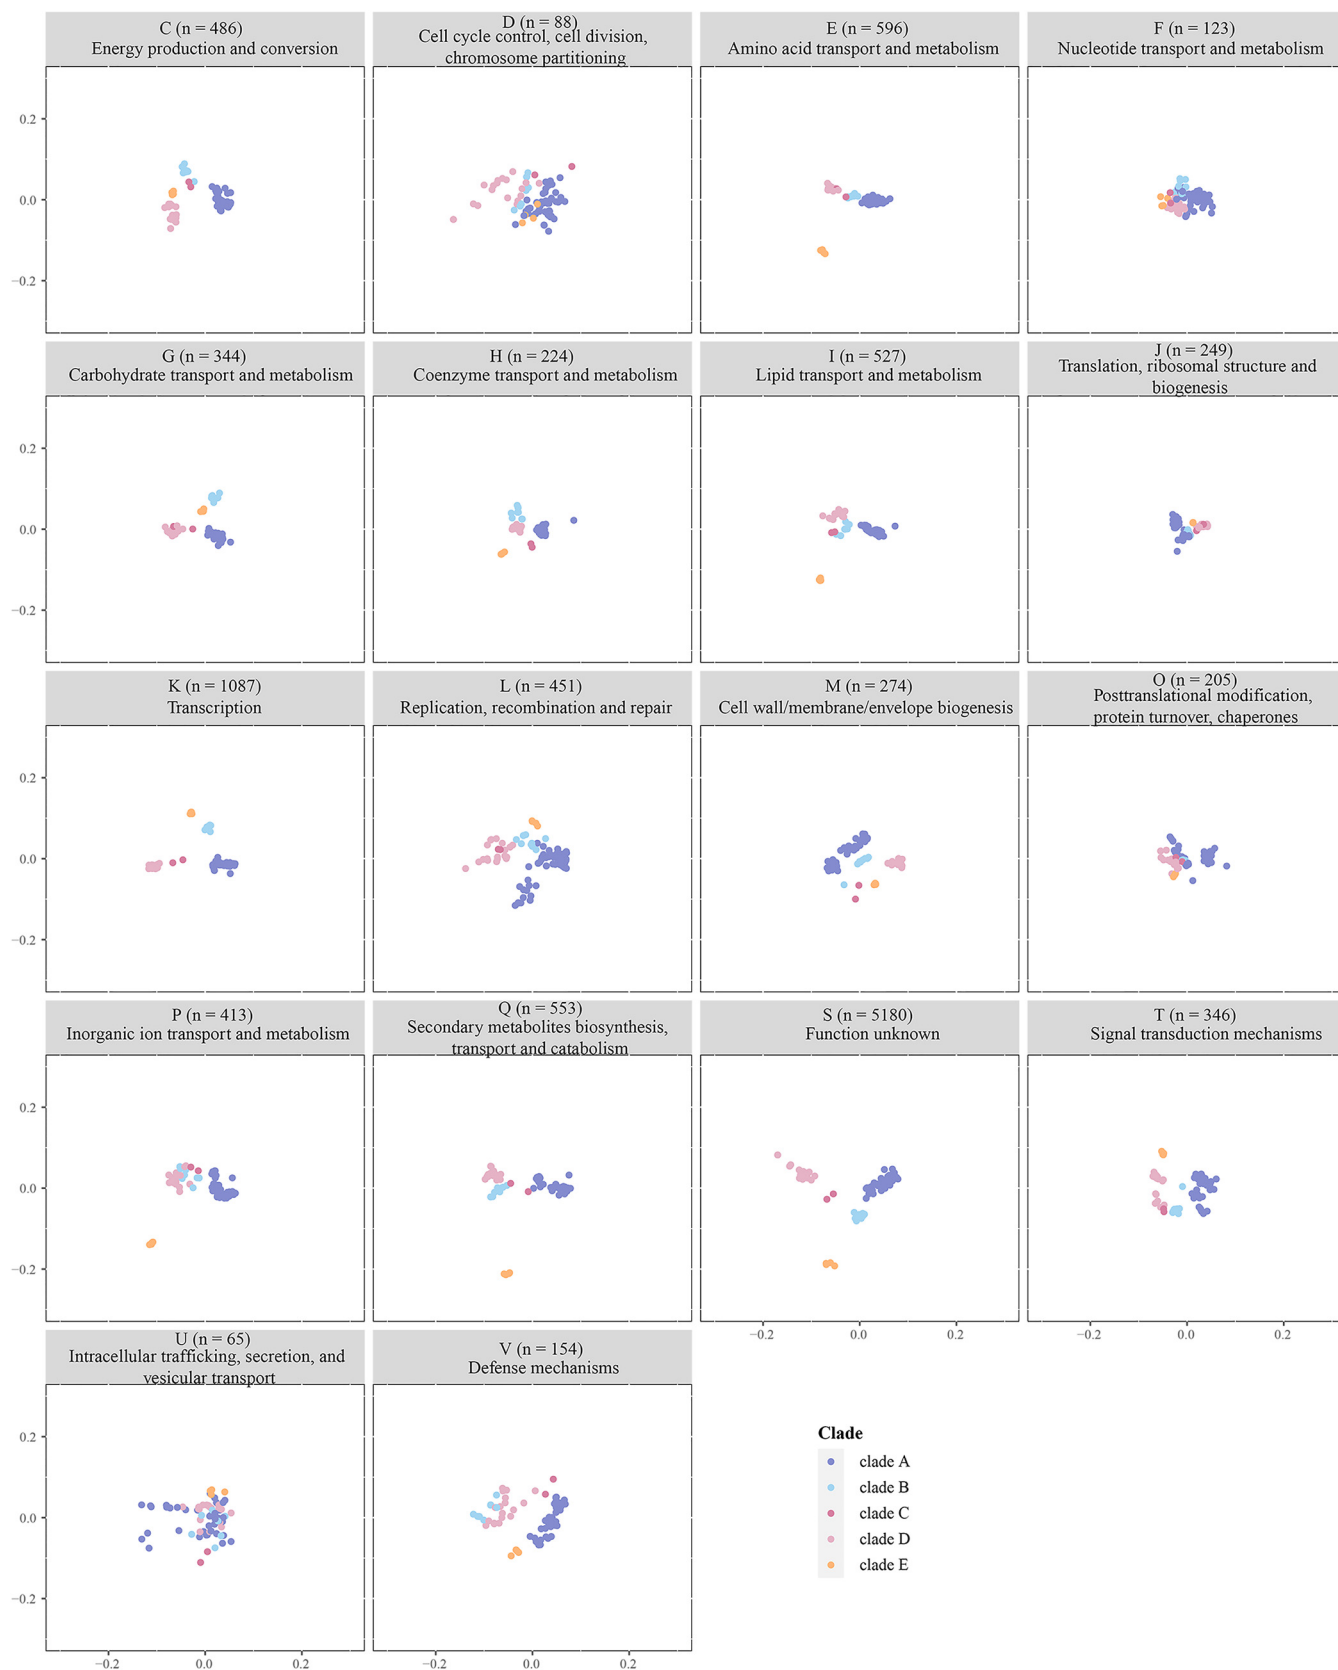 C (n = 486)
Energy production and conversion
D (n = 88)
Cell cycle control, cell division,
chromosome partitioning
E (n = 596)
Amino acid transport and metabolism
F (n = 123)
Nucleotide transport and metabolism
0.2
0.0
−0.2
G (n = 344)
Carbohydrate transport and metabolism
H (n = 224)
Coenzyme transport and metabolism
I (n = 527)
Lipid transport and metabolism
J (n = 249)
Translation, ribosomal structure and
biogenesis
0.2
0.0
−0.2
K (n = 1087)
Transcription
L (n = 451)
Replication, recombination and repair
M (n = 274)
Cell wall/membrane/envelope biogenesis
O (n = 205)
Posttranslational modification,
protein turnover, chaperones
0.2
0.0
−0.2
P (n = 413)
Inorganic ion transport and metabolism
Q (n = 553)
Secondary metabolites biosynthesis,
transport and catabolism
S (n = 5180)
Function unknown
T (n = 346)
Signal transduction mechanisms
0.2
0.0
−0.2
−0.2 0.0 0.2
−0.2 0.0 0.2
U (n = 65)
Intracellular trafficking, secretion, and
vesicular transport
V (n = 154)
Defense mechanisms
0.2
0.0
−0.2
−0.2 0.0 0.2
−0.2 0.0 0.2
Clade
clade A
clade B
clade C
clade D
clade E